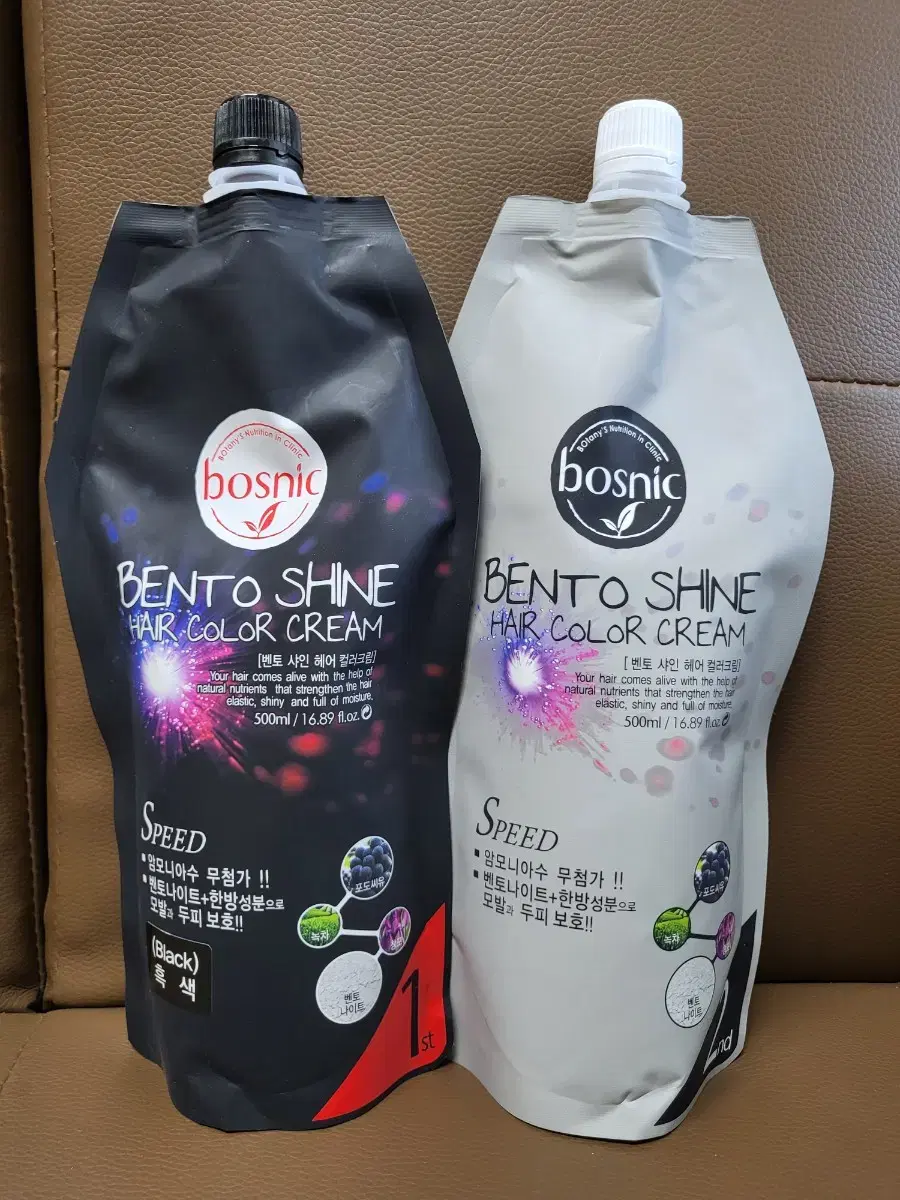 BOtany'S Nutrition in Clinic
bosnic
BENTO SHINE
HAIR COLOR CREAM
[벤토 샤인 헤어 컬러크림]
Your hair comes alive with the help of
natural nutrients that strengthen the hair
elastic, shiny and full of moisture.
500ml / 16.89 fl.oz.
SPEED
■ 암모니아수 무첨가 !!
■ 벤토나이트+한방성분으로
모발과 두피 보호!!
포도씨유
녹차
벤토
나이트
(Black)
흑 색
1st
BOtany'S Nutrition in Clinic
bosnic
BENTO SHINE
HAIR COLOR CREAM
[벤토 샤인 헤어 컬러크림]
Your hair comes alive with the help of
natural nutrients that strengthen the hair
elastic, shiny and full of moisture.
500ml / 16.89 fl.oz.
SPEED
■ 암모니아수 무첨가 !!
■ 벤토나이트+한방성분으로
모발과 두피 보호!!
포도씨유
녹차
벤토
나이트
2nd